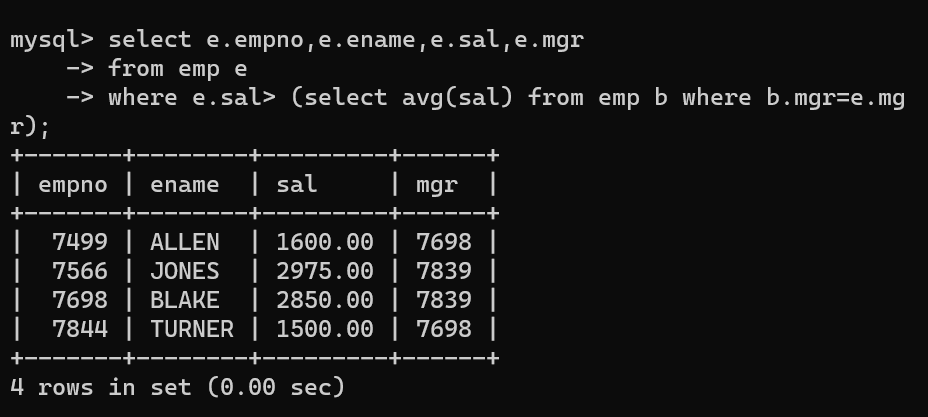 mysql> select e.empno,e.ename,e.sal,e.mgr
    -> from emp e
    -> where e.sal> (select avg(sal) from emp b where b.mgr=e.mg
r);
+-------+--------+---------+------+
| empno | ename  | sal     | mgr  |
+-------+--------+---------+------+
|  7499 | ALLEN  | 1600.00 | 7698 |
|  7566 | JONES  | 2975.00 | 7839 |
|  7698 | BLAKE  | 2850.00 | 7839 |
|  7844 | TURNER | 1500.00 | 7698 |
+-------+--------+---------+------+
4 rows in set (0.00 sec)